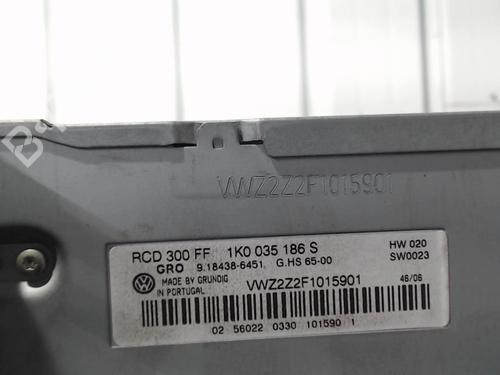 VWZ2Z2F1015901
RCD 300 FF 1K0 035 186 S
HW 020
GRO 9.18438-6451 G.HS 65-00
SW0023
MADE BY GRUNDIG
IN PORTUGAL
VWZ2Z2F1015901
46/06
02 56022 0330 101590 1